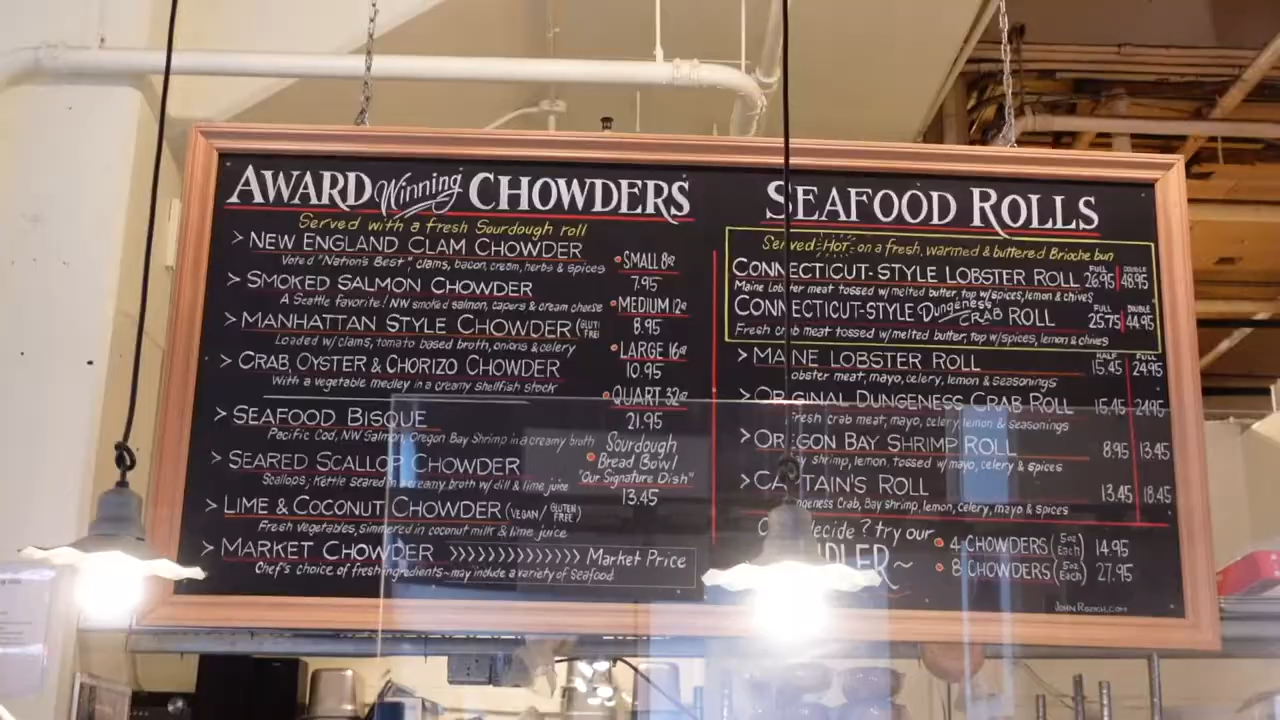 AWARD Winning CHOWDERS
Served with a fresh Sourdough roll
> NEW ENGLAND CLAM CHOWDER
Voted "Nation's Best", clams, bacon, cream, herbs & spices
> SMOKED SALMON CHOWDER
A Seattle favorite! NW smoked salmon, capers & cream cheese
> MANHATTAN STYLE CHOWDER
Loaded w/clams, tomato based broth, onions & celery
> CRAB, OYSTER & CHORIZO CHOWDER
With a vegetable medley in a creamy shellfish stock
> SEAFOOD BISQUE
Pacific Cod, NW Salmon, Oregon Bay Shrimp in a creamy broth
> SEARED SCALLOP CHOWDER
Scallops; Kettle seared in a creamy broth w/ dill & lime juice
> LIME & COCONUT CHOWDER (VEGAN/ GLUTEN FREE)
Fresh vegetables, simmered in coconut milk & lime juice
> MARKET CHOWDER >>>>>>>>>>>>> Market Price
Chef's choice of fresh ingredients~may include a variety of Seafood
SMALL 8oz
7.95
MEDIUM 12oz
8.95
LARGE 16oz
10.95
QUART 32oz
21.95
Sourdough
Bread Bowl
"Our Signature Dish"
13.45
SEAFOOD ROLLS
Served HOT on a fresh, warmed & buttered Brioche bun
FULL DOUBLE
CONNECTICUT-STYLE LOBSTER ROLL 26.95 48.95
Maine Lobster meat tossed w/melted butter, top w/spices, lemon & chives
FULL DOUBLE
CONNECTICUT-STYLE Dungeness CRAB ROLL 25.75 44.95
Fresh crab meat tossed w/melted butter, top w/spices, lemon & chives
HALF FULL
> MAINE LOBSTER ROLL 15.45 24.95
obster meat, mayo, celery, lemon & seasonings
> ORIGINAL DUNGENESS CRAB ROLL 15.45 24.95
Fresh crab meat, mayo, celery, lemon & seasonings
> OREGON BAY SHRIMP ROLL 8.95 13.45
ay shrimp, lemon, tossed w/mayo, celery & spices
> CAPTAIN'S ROLL 13.45 18.45
ngeness Crab, Bay shrimp, lemon, celery, mayo & spices
decide? try our
PLER~
4 CHOWDERS (5oz Each) 14.95
8 CHOWDERS (5oz Each) 27.95